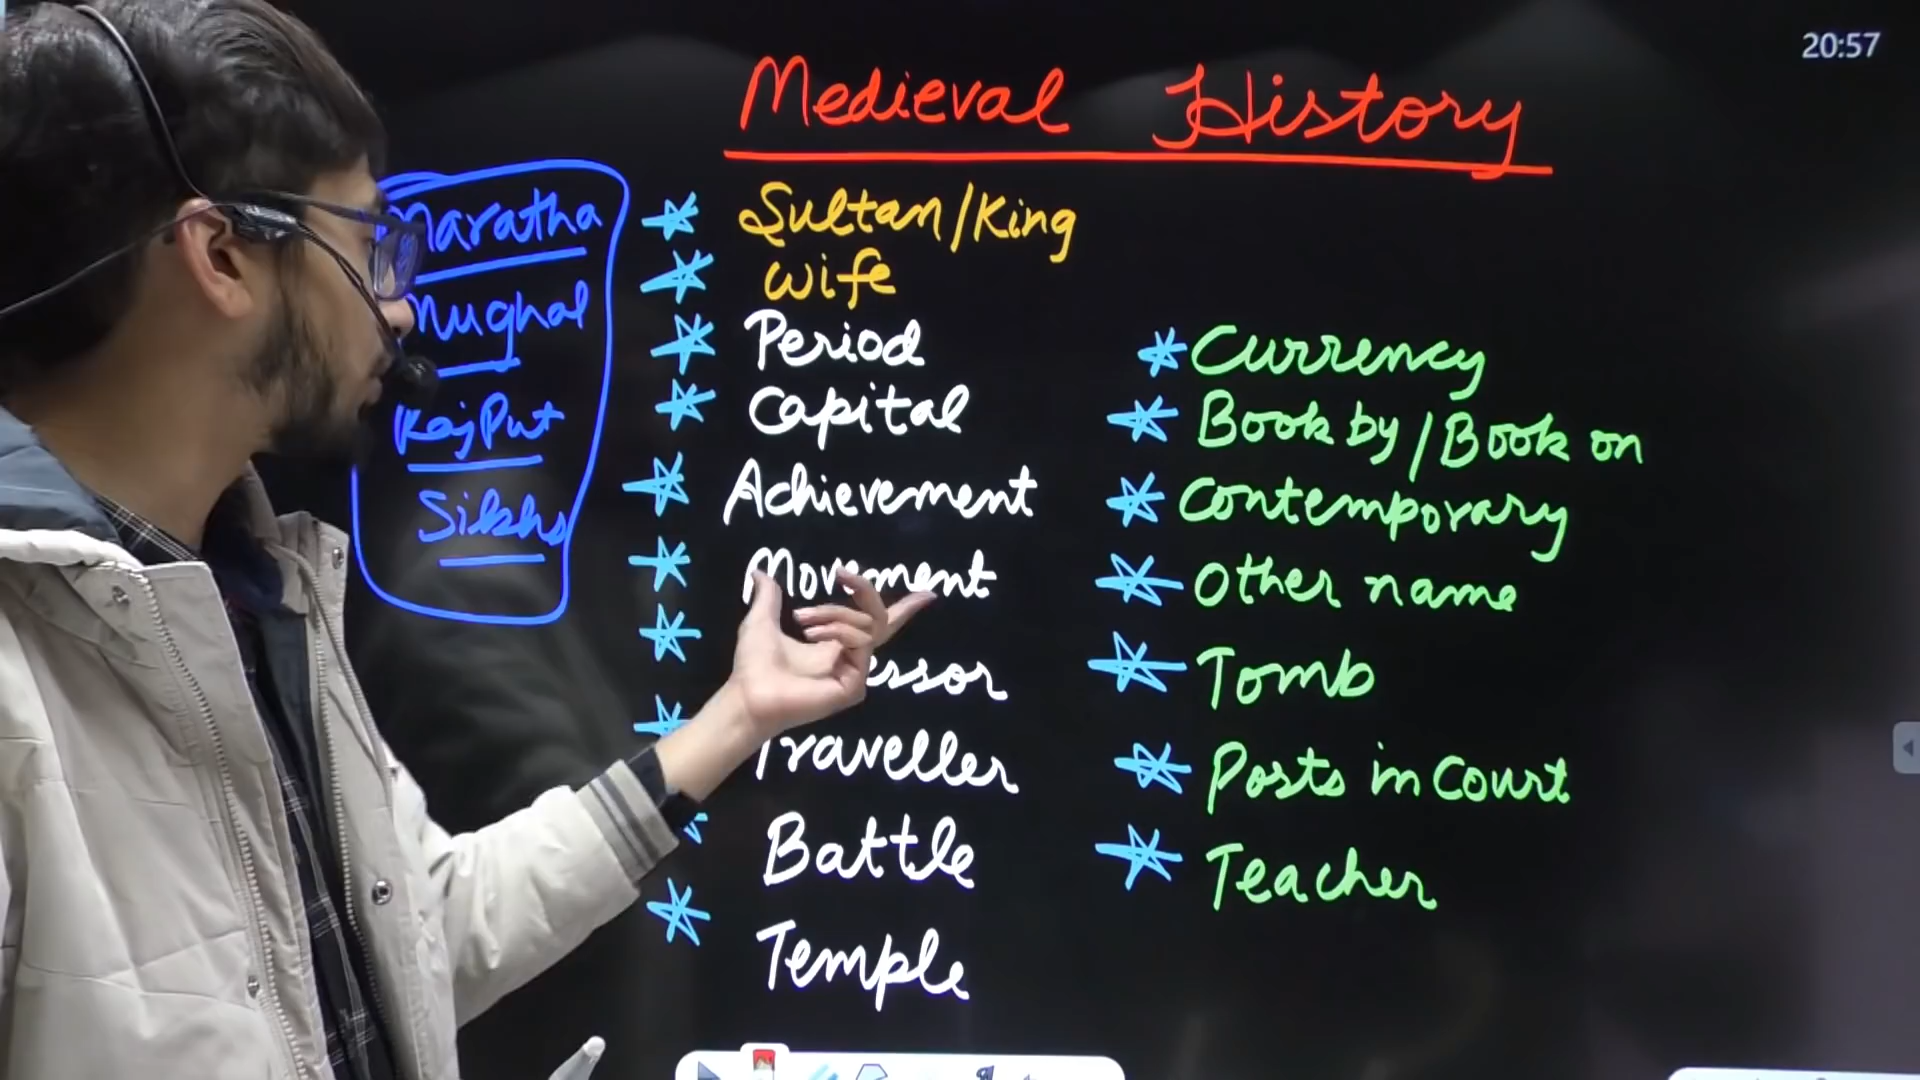 20:57
Medieval History
Maratha
Mughal
RajPut
Sikhs
Sultan/King
Wife
Period
Capital
Achievement
Movement
Traveller
Battle
Temple
Currency
Book by/Book on
Contemporary
Other name
Tomb
Posts in Court
Teacher